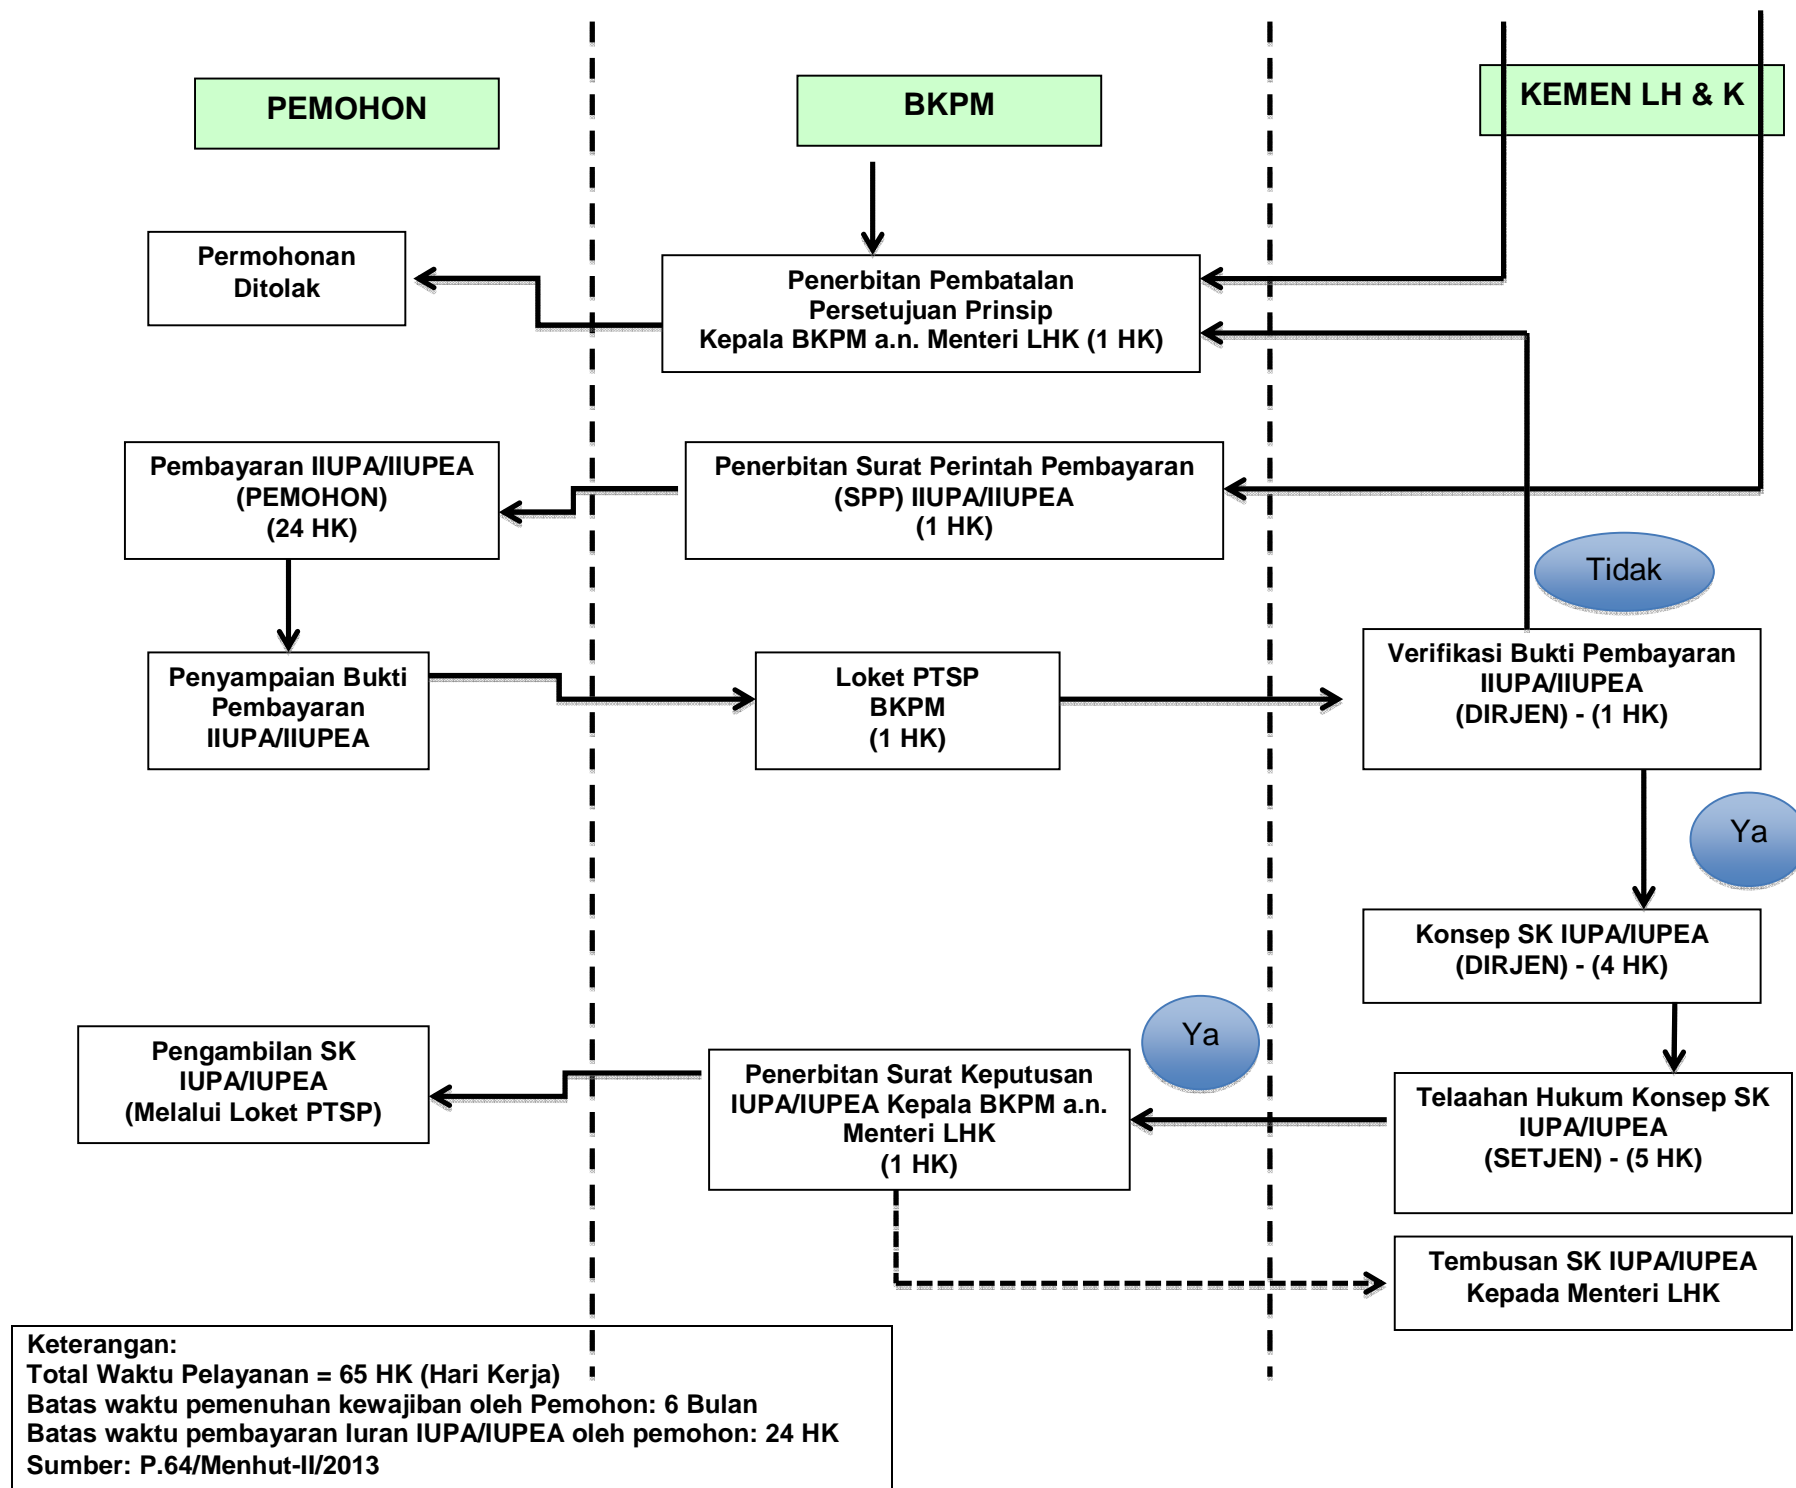 PEMOHON
BKPM
KEMEN LH & K
Permohonan
Ditolak
Penerbitan Pembatalan
Persetujuan Prinsip
Kepala BKPM a.n. Menteri LHK (1 HK)
Pembayaran IIUPA/IIUPEA
(PEMOHON)
(24 HK)
Penerbitan Surat Perintah Pembayaran
(SPP) IIUPA/IIUPEA
(1 HK)
Tidak
Penyampaian Bukti
Pembayaran
IIUPA/IIUPEA
Loket PTSP
BKPM
(1 HK)
Verifikasi Bukti Pembayaran
IIUPA/IIUPEA
(DIRJEN) - (1 HK)
Ya
Konsep SK IUPA/IUPEA
(DIRJEN) - (4 HK)
Pengambilan SK
IUPA/IUPEA
(Melalui Loket PTSP)
Penerbitan Surat Keputusan
IUPA/IUPEA Kepala BKPM a.n.
Menteri LHK
(1 HK)
Ya
Telaahan Hukum Konsep SK
IUPA/IUPEA
(SETJEN) - (5 HK)
Tembusan SK IUPA/IUPEA
Kepada Menteri LHK
Keterangan:
Total Waktu Pelayanan = 65 HK (Hari Kerja)
Batas waktu pemenuhan kewajiban oleh Pemohon: 6 Bulan
Batas waktu pembayaran Iuran IUPA/IUPEA oleh pemohon: 24 HK
Sumber: P.64/Menhut-II/2013